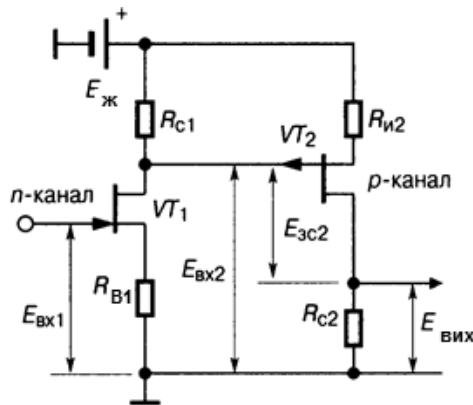 Eж
Rс1
VT2
Rи2
n-канал
p-канал
VT1
Eзс2
RВ1
Eвх2
Eвх1
Rс2
Eвих